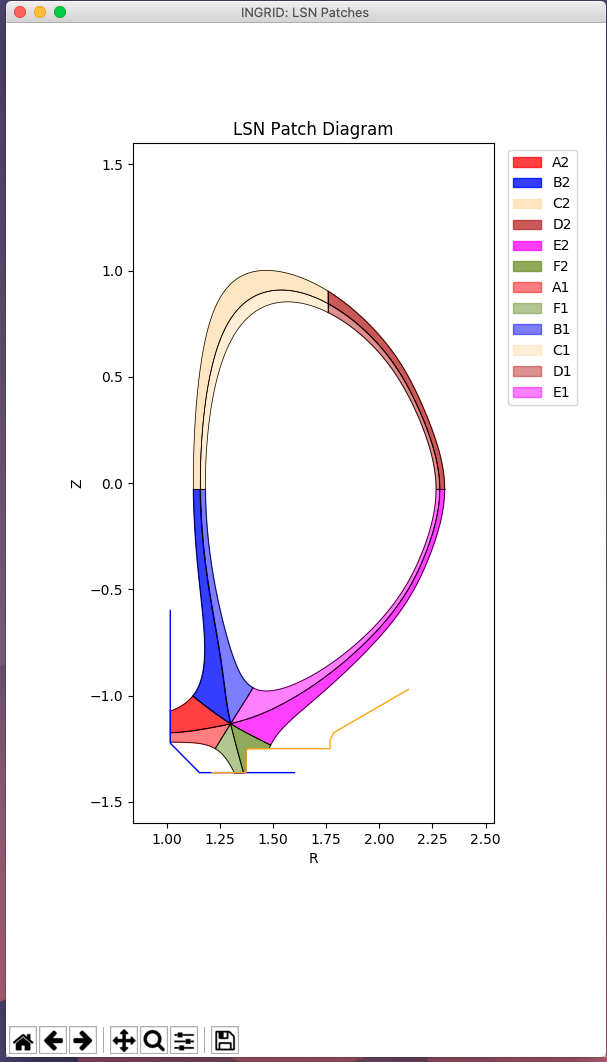 INGRID: LSN Patches
LSN Patch Diagram
A2
B2
C2
D2
E2
F2
A1
F1
B1
C1
D1
E1
1.5
1.0
0.5
0.0
−0.5
−1.0
−1.5
Z
1.00 1.25 1.50 1.75 2.00 2.25 2.50
R